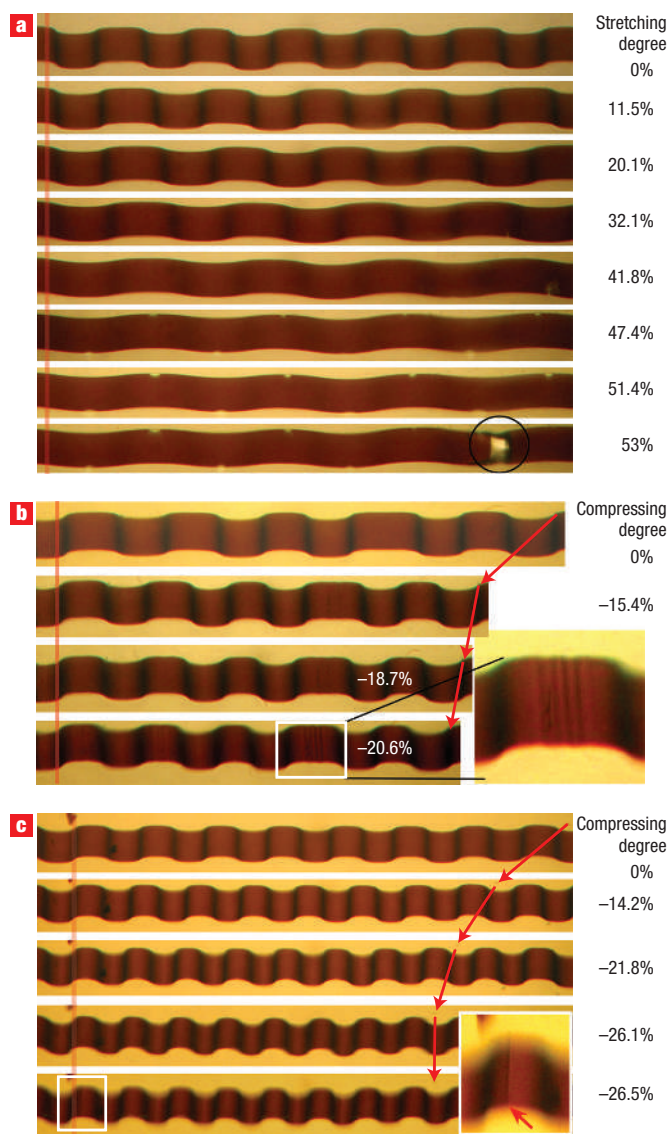 a
Stretching
degree
0%
11.5%
20.1%
32.1%
41.8%
47.4%
51.4%
53%
b
Compressing
degree
0%
–15.4%
–18.7%
–20.6%
c
Compressing
degree
0%
–14.2%
–21.8%
–26.1%
–26.5%